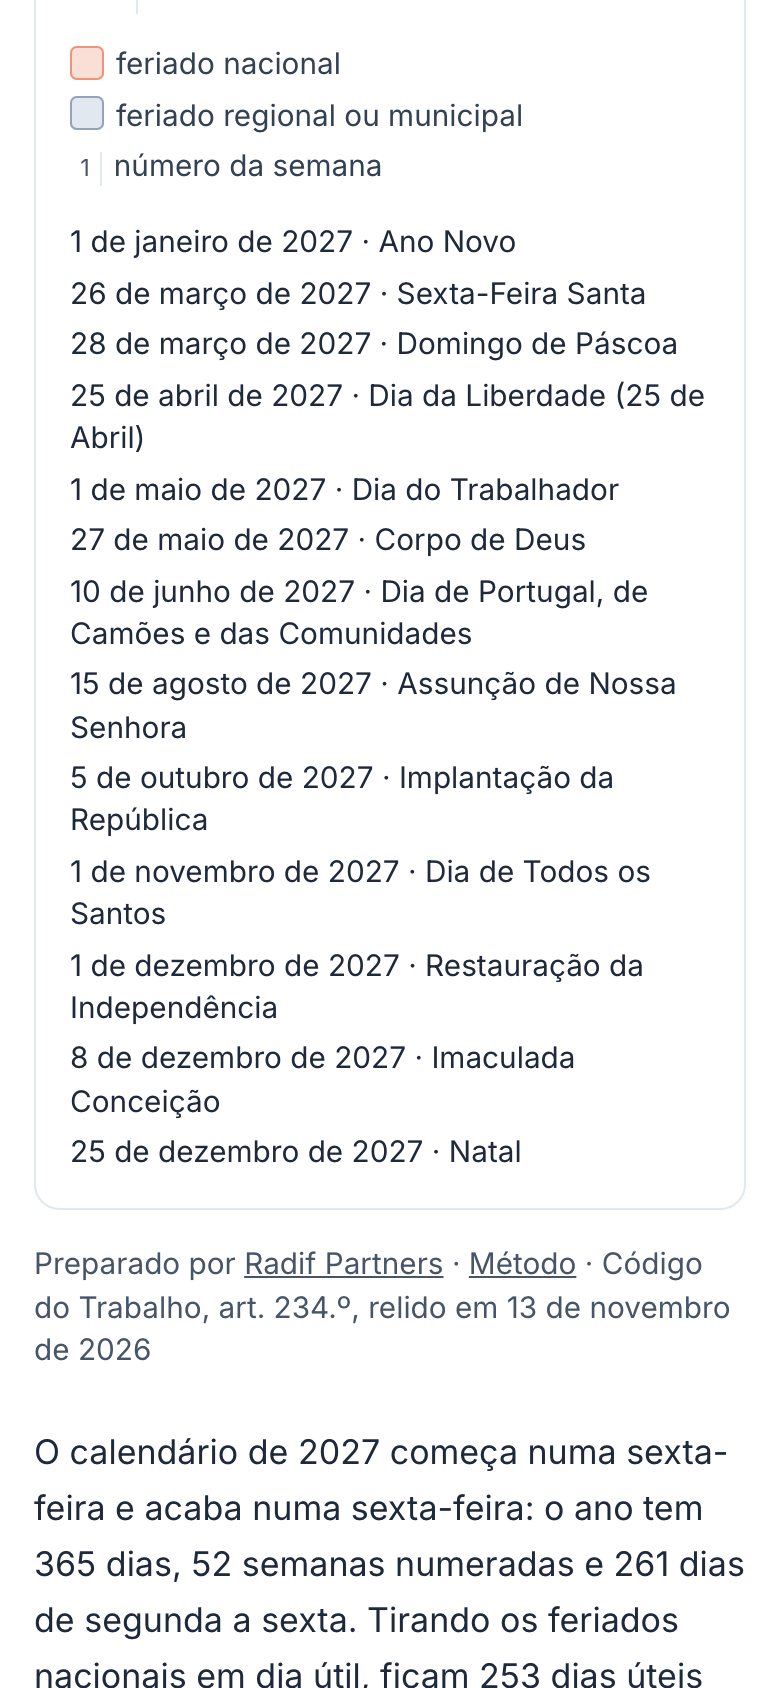 feriado nacional
feriado regional ou municipal
1 número da semana
1 de janeiro de 2027 · Ano Novo
26 de março de 2027 · Sexta-Feira Santa
28 de março de 2027 · Domingo de Páscoa
25 de abril de 2027 · Dia da Liberdade (25 de
Abril)
1 de maio de 2027 · Dia do Trabalhador
27 de maio de 2027 · Corpo de Deus
10 de junho de 2027 · Dia de Portugal, de
Camões e das Comunidades
15 de agosto de 2027 · Assunção de Nossa
Senhora
5 de outubro de 2027 · Implantação da
República
1 de novembro de 2027 · Dia de Todos os
Santos
1 de dezembro de 2027 · Restauração da
Independência
8 de dezembro de 2027 · Imaculada
Conceição
25 de dezembro de 2027 · Natal
Preparado por Radif Partners · Método · Código
do Trabalho, art. 234.º, relido em 13 de novembro
de 2026
O calendário de 2027 começa numa sexta-
feira e acaba numa sexta-feira: o ano tem
365 dias, 52 semanas numeradas e 261 dias
de segunda a sexta. Tirando os feriados
nacionais em dia útil, ficam 253 dias úteis